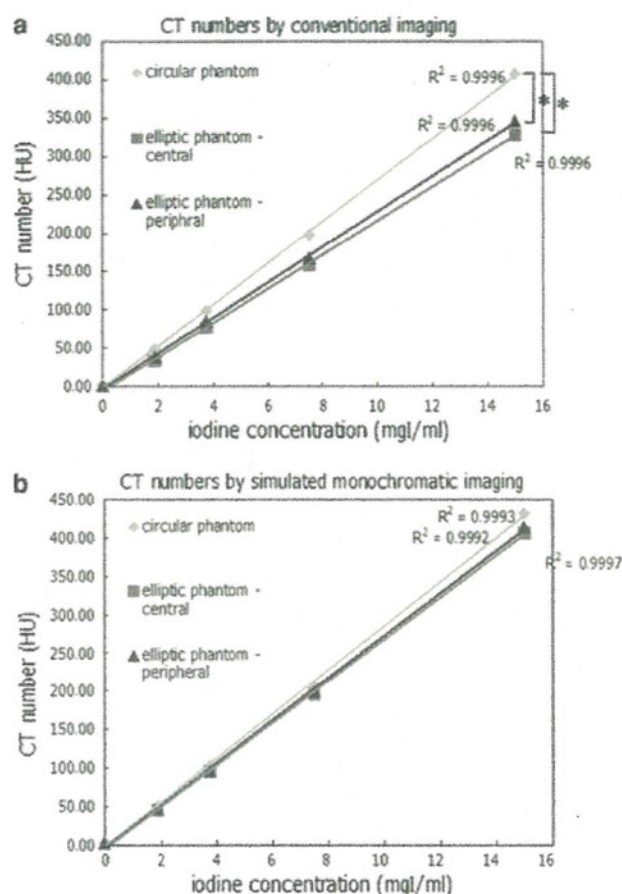 a
CT numbers by conventional imaging
450.00
400.00
350.00
300.00
250.00
200.00
150.00
100.00
50.00
0.00
CT number (HU)
circular phantom
elliptic phantom -
central
elliptic phantom -
periphral
R² = 0.9996
R² = 0.9996
R² = 0.9996
*
*
0 2 4 6 8 10 12 14 16
iodine concentration (mgI/ml)
b
CT numbers by simulated monochromatic imaging
450.00
400.00
350.00
300.00
250.00
200.00
150.00
100.00
50.00
0.00
CT number (HU)
circular phantom
elliptic phantom -
central
elliptic phantom -
peripheral
R² = 0.9993
R² = 0.9992
R² = 0.9997
0 2 4 6 8 10 12 14 16
iodine concentration (mgI/ml)